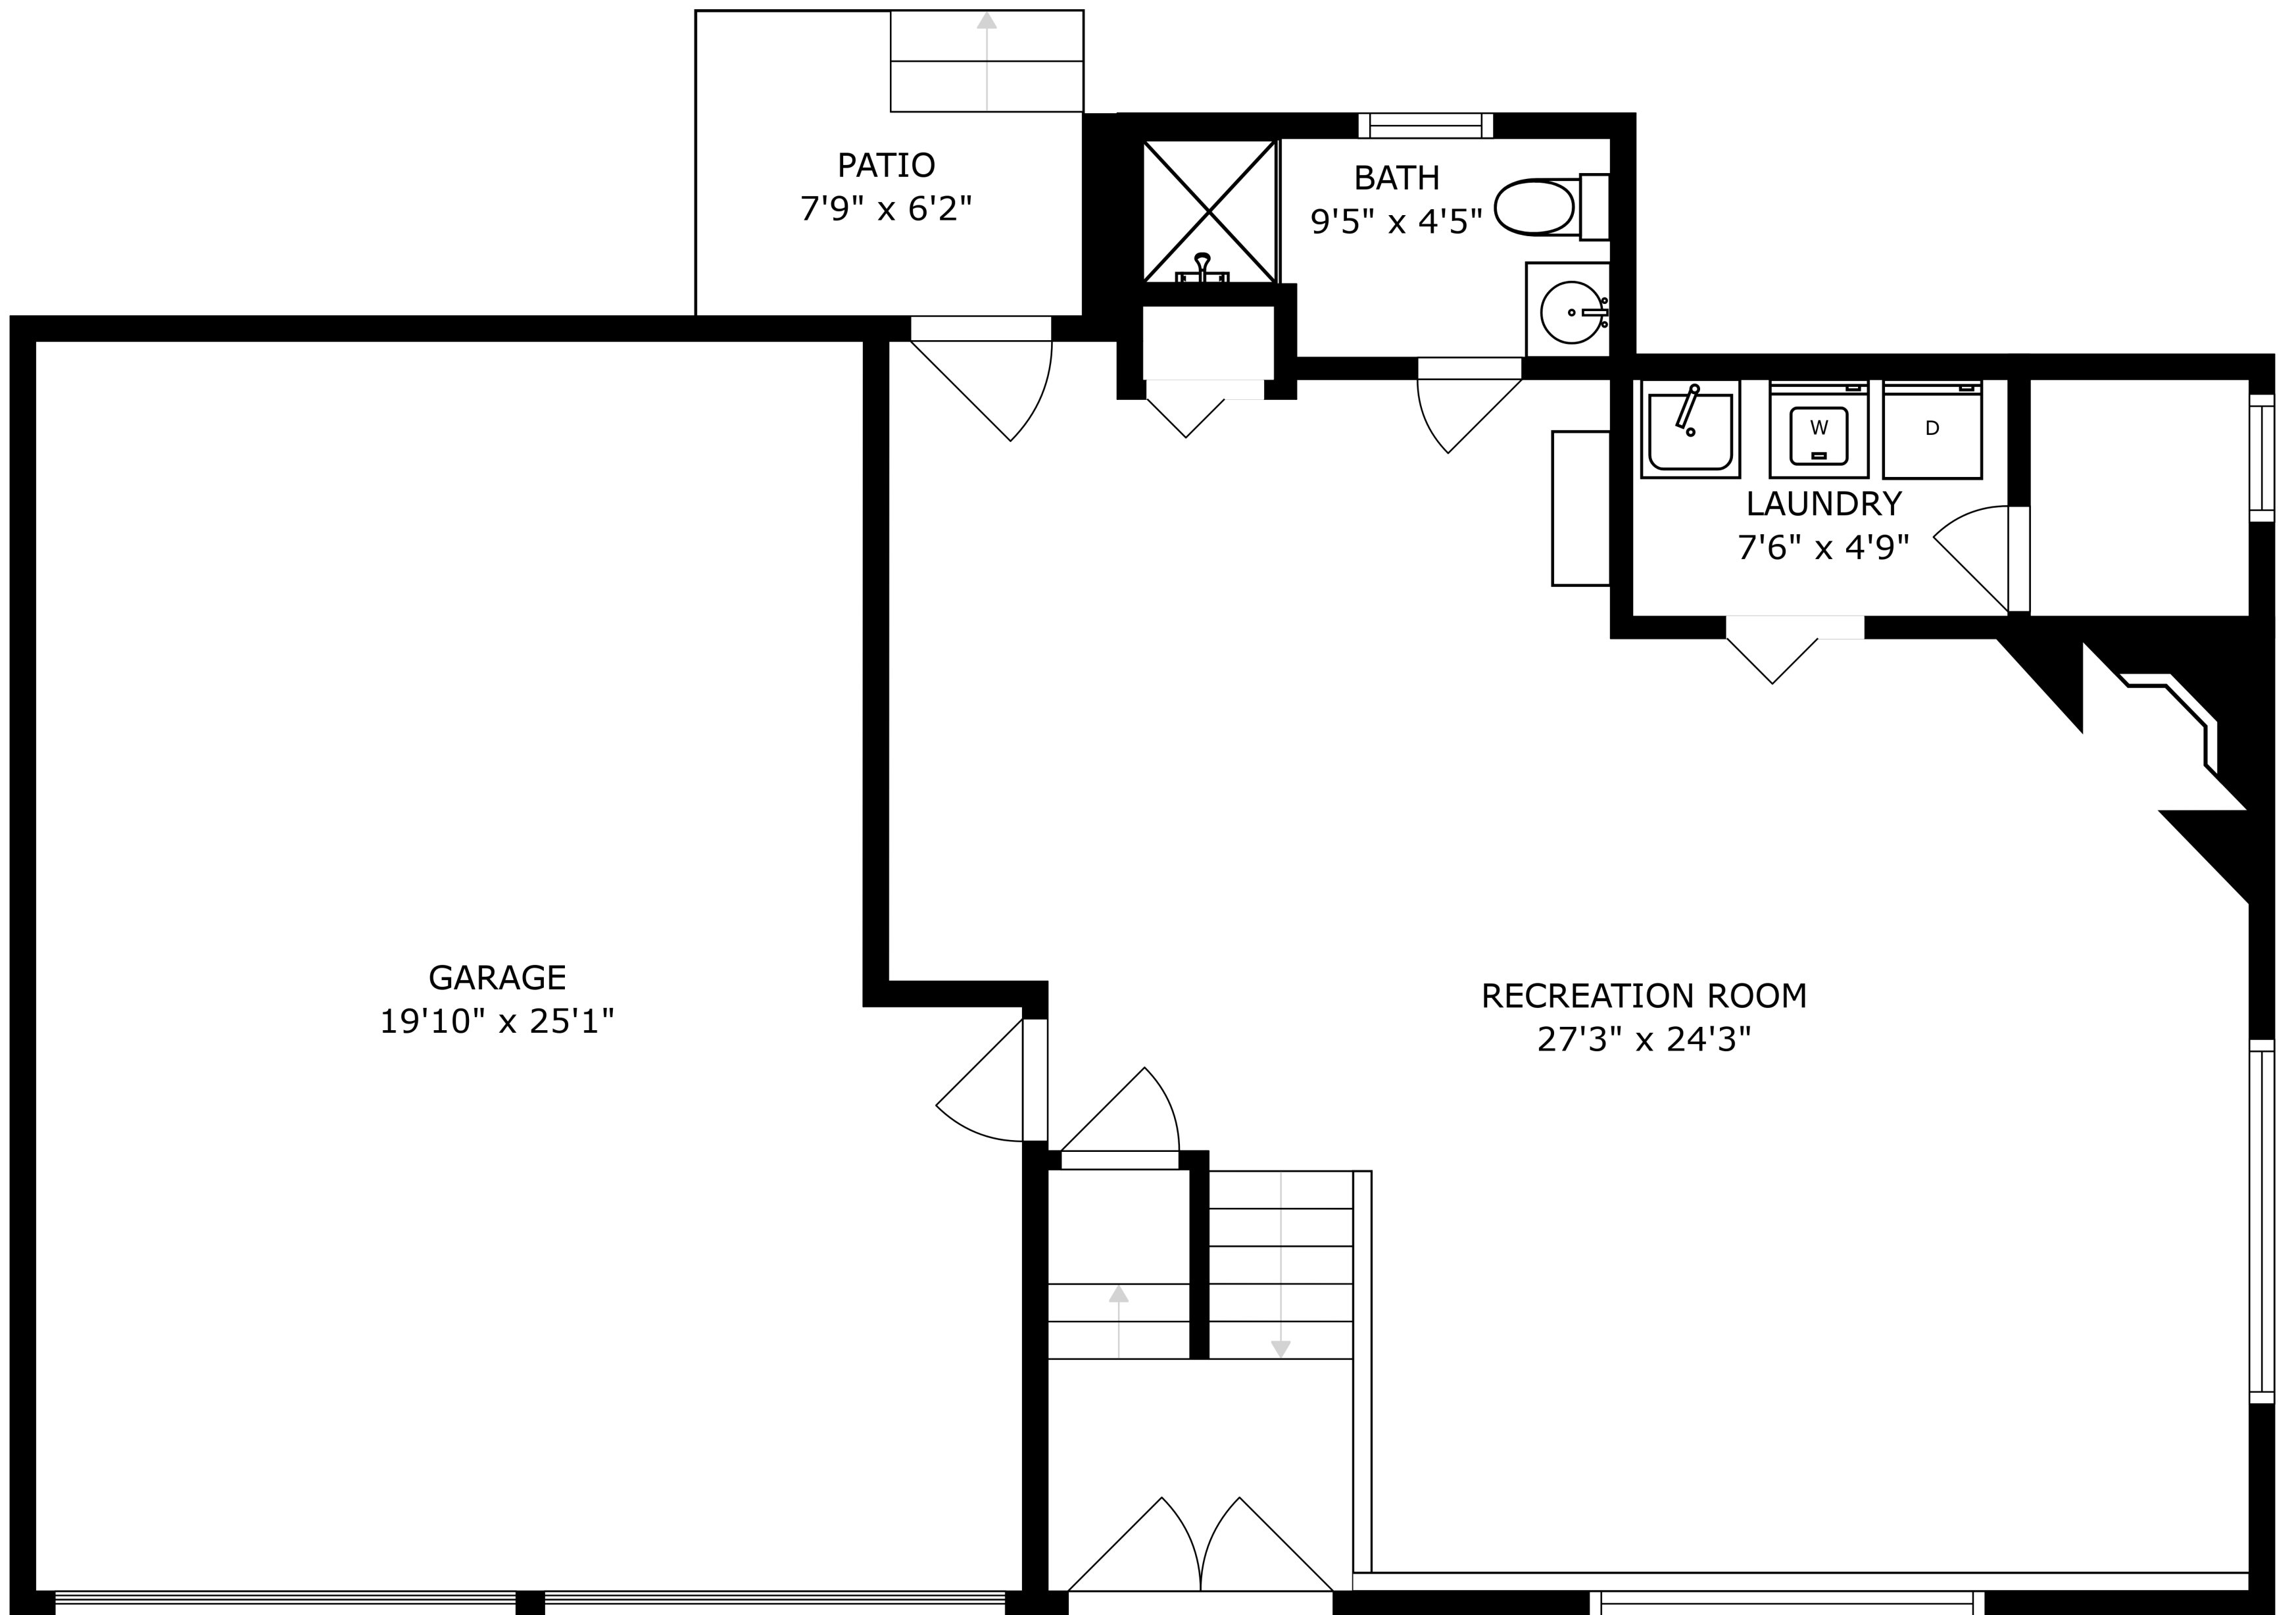 PATIO
7'9" x 6'2"
BATH
9'5" x 4'5"
W
D
LAUNDRY
7'6" x 4'9"
GARAGE
19'10" x 25'1"
RECREATION ROOM
27'3" x 24'3"